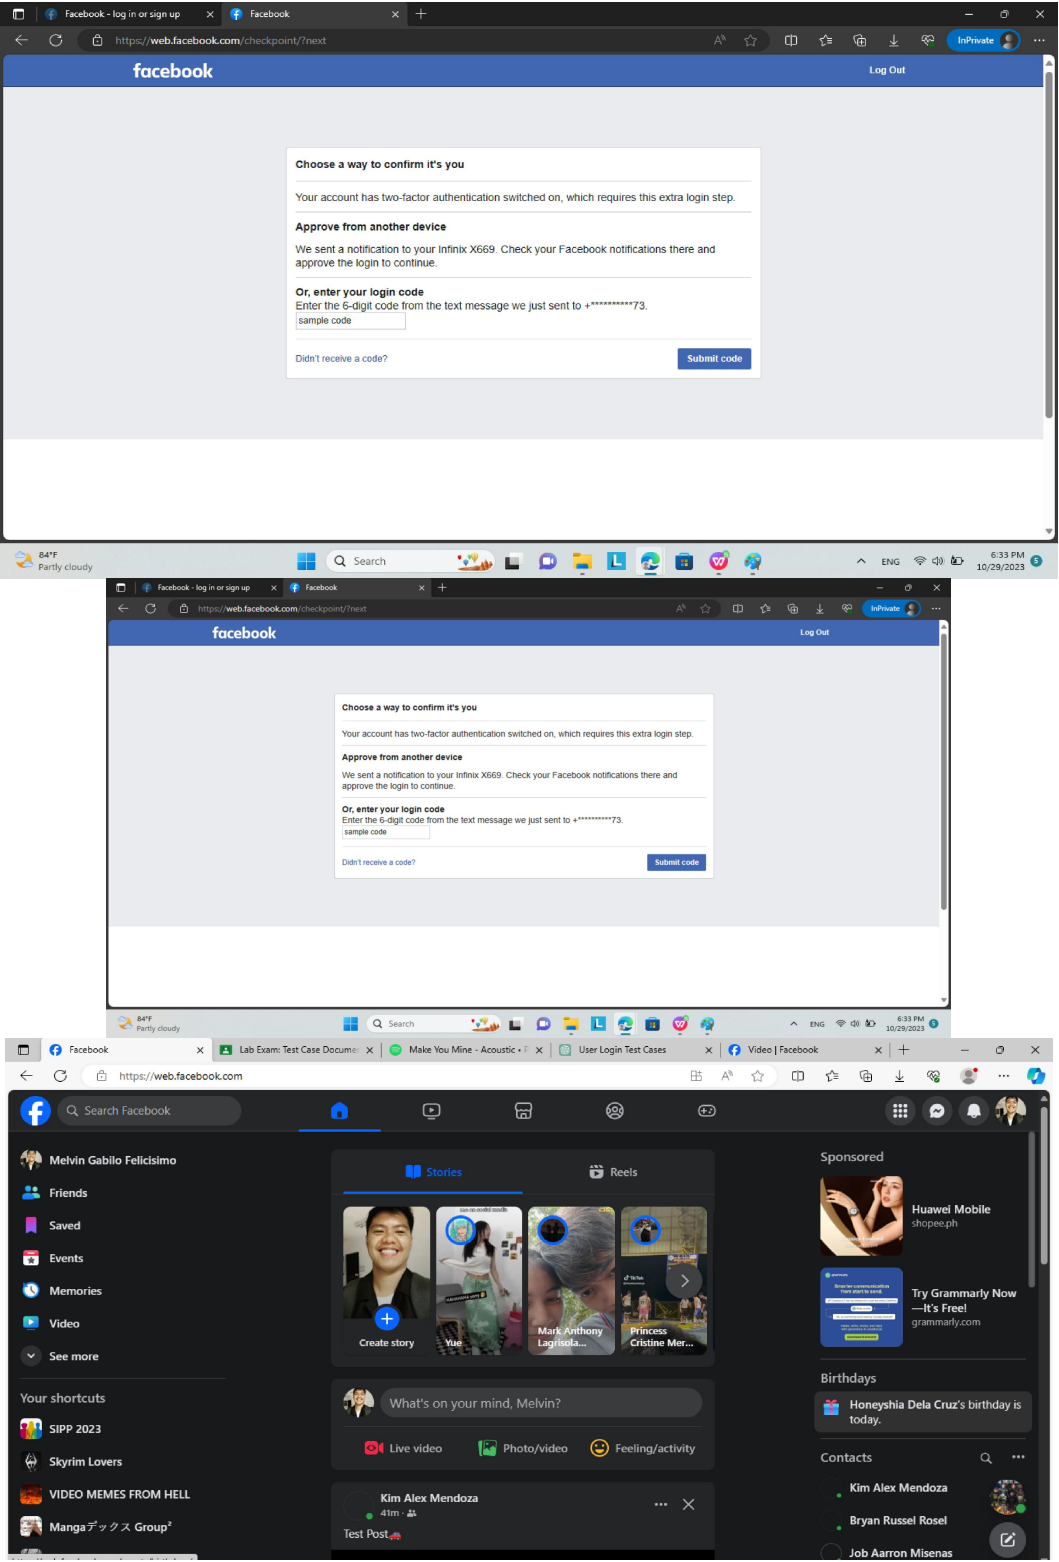 Facebook - log in or sign up
Facebook
https://web.facebook.com/checkpoint/?next
InPrivate
facebook
Log Out
Choose a way to confirm it's you
Your account has two-factor authentication switched on, which requires this extra login step.
Approve from another device
We sent a notification to your Infinix X669. Check your Facebook notifications there and
approve the login to continue.
Or, enter your login code
Enter the 6-digit code from the text message we just sent to +**********73.
sample code
Didn't receive a code?
Submit code
84°F
Partly cloudy
Search
ENG
6:33 PM
10/29/2023
5
Facebook - log in or sign up
Facebook
https://web.facebook.com/checkpoint/?next
InPrivate
facebook
Log Out
Choose a way to confirm it's you
Your account has two-factor authentication switched on, which requires this extra login step.
Approve from another device
We sent a notification to your Infinix X669. Check your Facebook notifications there and
approve the login to continue.
Or, enter your login code
Enter the 6-digit code from the text message we just sent to +**********73.
sample code
Didn't receive a code?
Submit code
84°F
Partly cloudy
Search
ENG
6:33 PM
10/29/2023
Facebook
Lab Exam: Test Case Documen
Make You Mine - Acoustic • P
User Login Test Cases
Video | Facebook
https://web.facebook.com
Search Facebook
Melvin Gabilo Felicisimo
Friends
Saved
Events
Memories
Video
See more
Your shortcuts
SIPP 2023
Skyrim Lovers
VIDEO MEMES FROM HELL
Mangaデックス Group²
Stories
Reels
Create story
Yue
Mark Anthony
Lagrisola...
Princess
Cristine Mer...
What's on your mind, Melvin?
Live video
Photo/video
Feeling/activity
Kim Alex Mendoza
41m ·
Test Post🚗
Sponsored
Huawei Mobile
shopee.ph
Try Grammarly Now
—It's Free!
grammarly.com
Birthdays
Honeyshia Dela Cruz's birthday is
today.
Contacts
Kim Alex Mendoza
Bryan Russel Rosel
Job Aarron Misenas